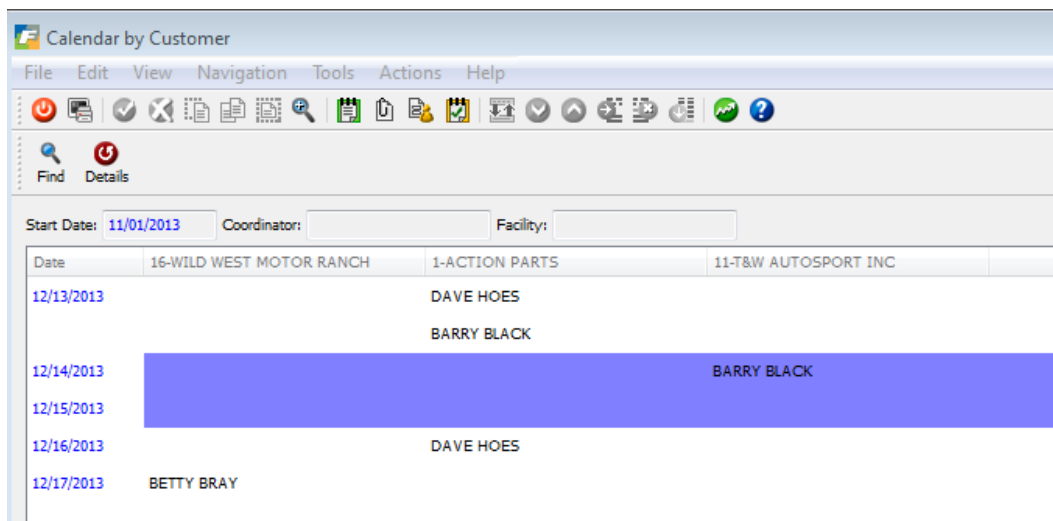 Calendar by Customer
File Edit View Navigation Tools Actions Help
Find Details
Start Date: 11/01/2013 Coordinator: Facility:
Date 16-WILD WEST MOTOR RANCH 1-ACTION PARTS 11-T&W AUTOSPORT INC
12/13/2013 DAVE HOES
BARRY BLACK
12/14/2013 BARRY BLACK
12/15/2013
12/16/2013 DAVE HOES
12/17/2013 BETTY BRAY